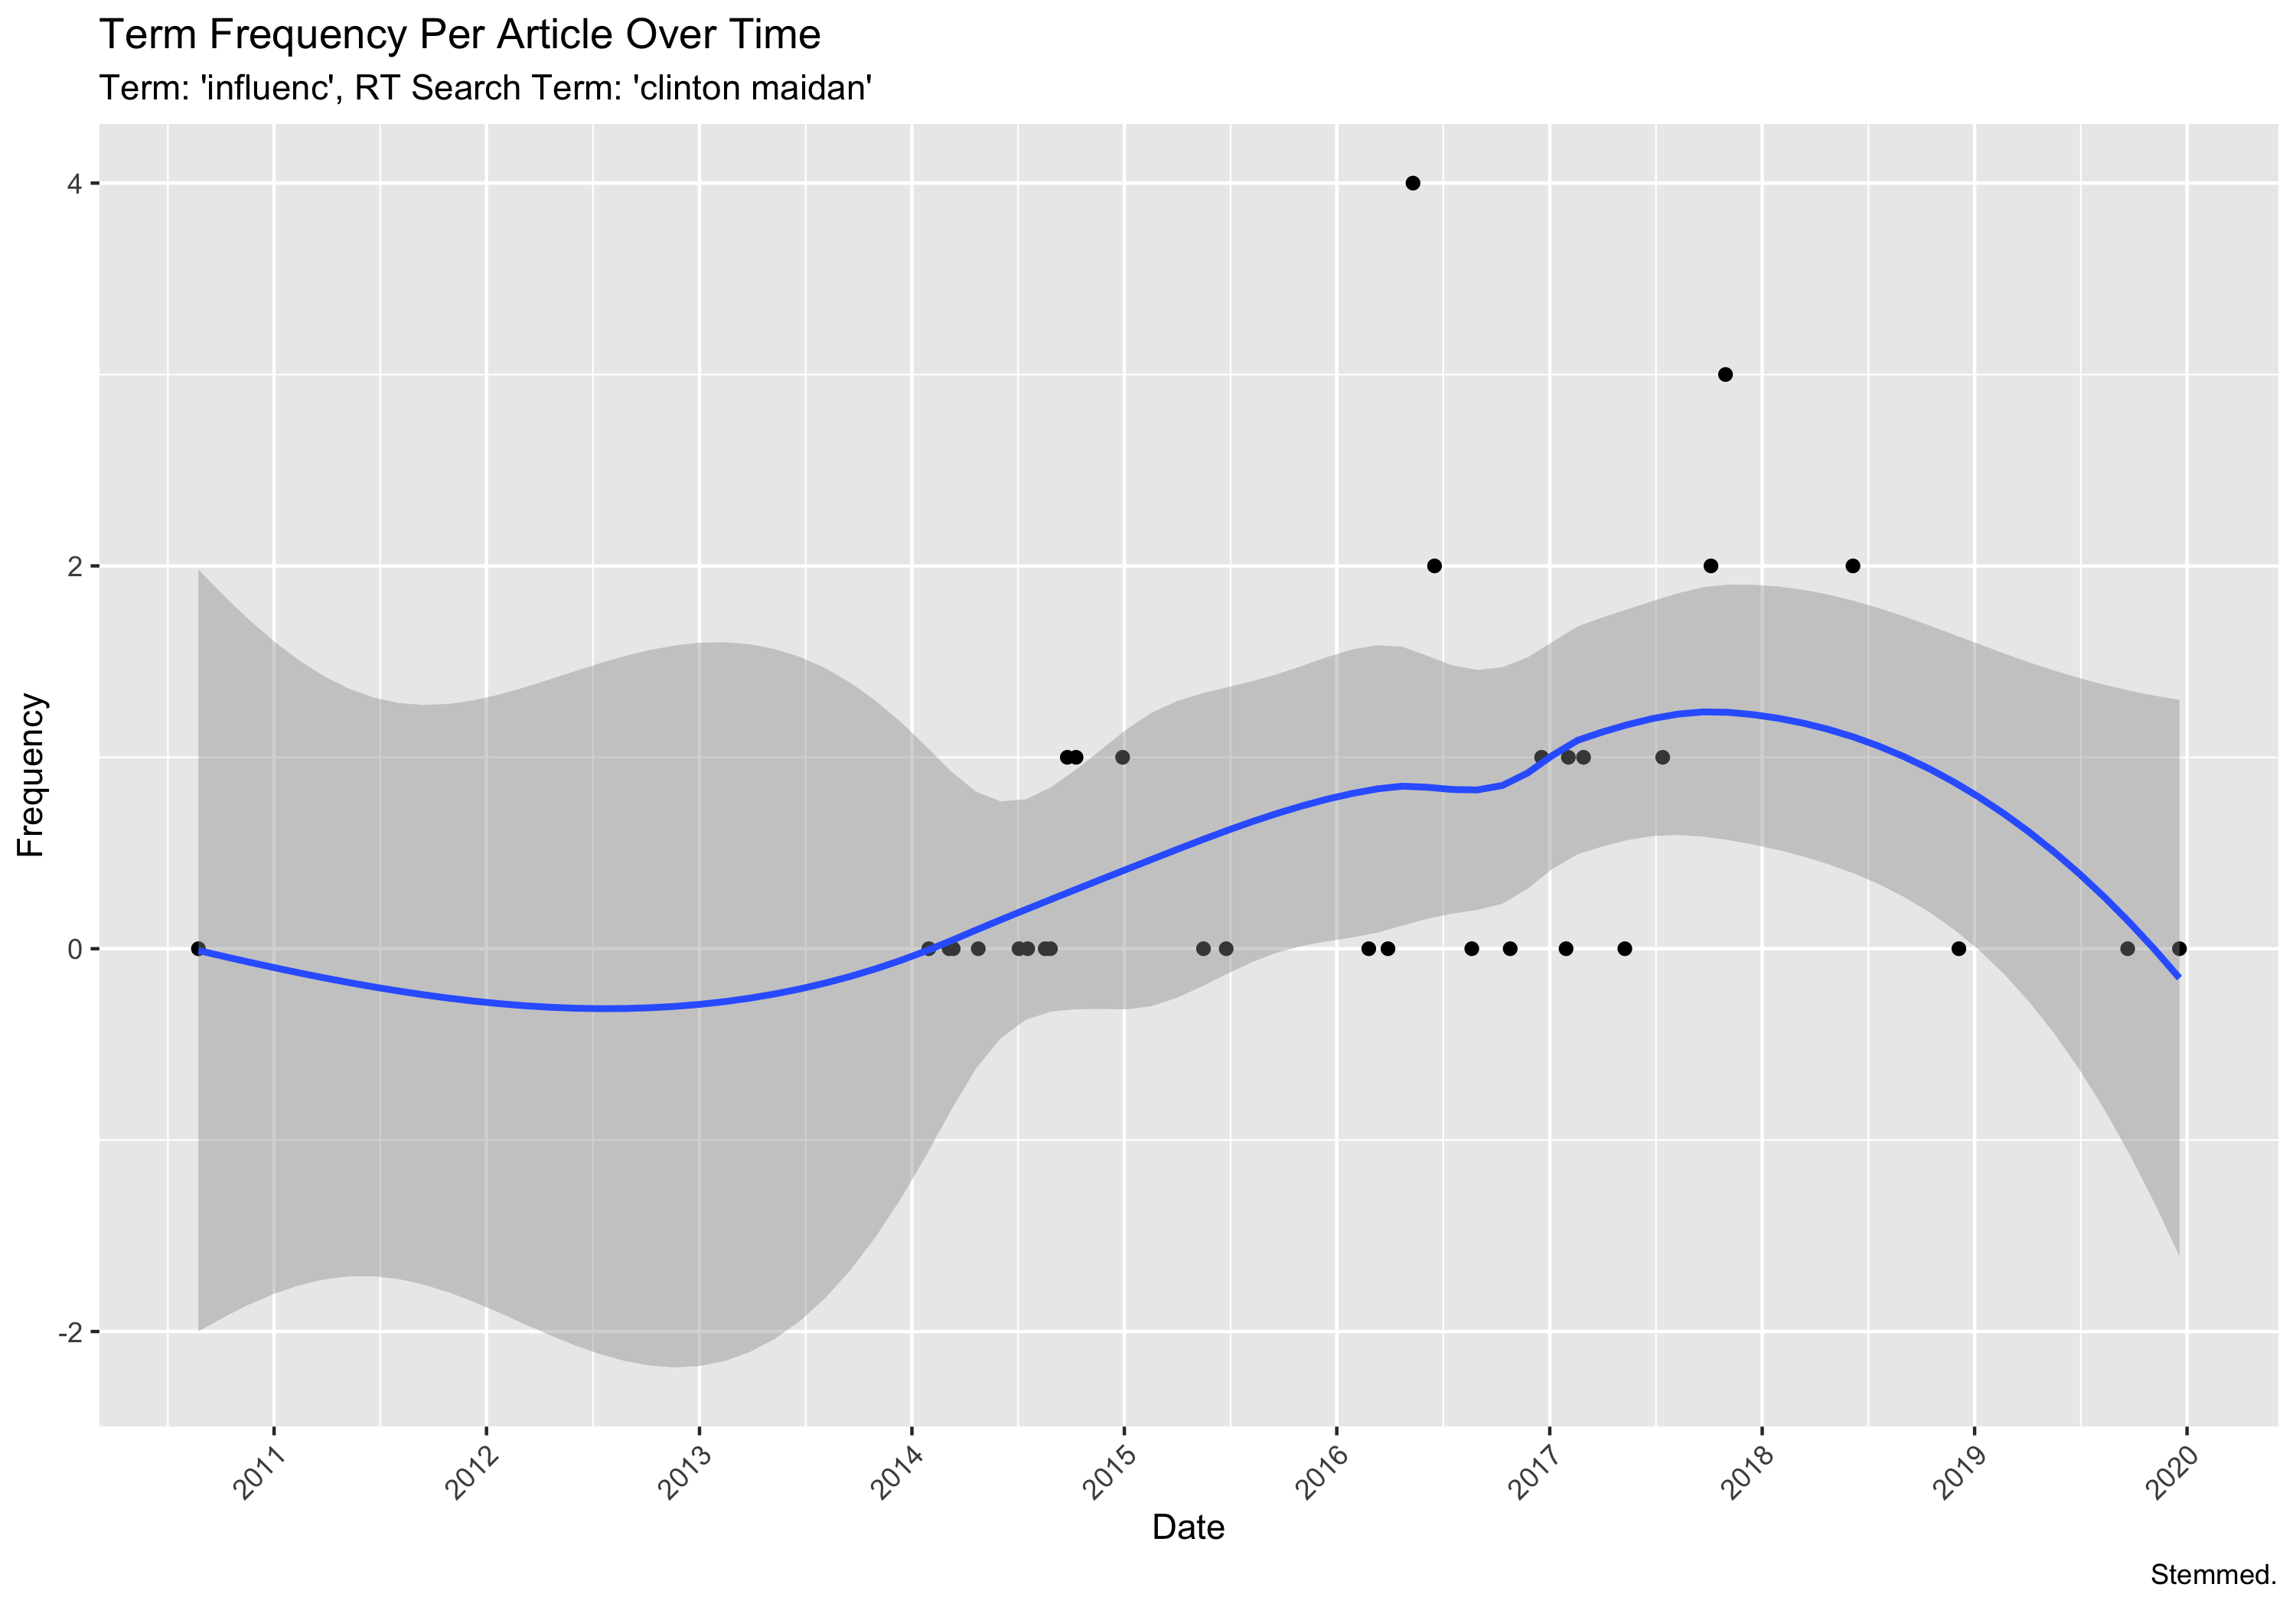 Term Frequency Per Article Over Time
Term: 'influenc', RT Search Term: 'clinton maidan'
Frequency
4
2
0
-2
2011
2012
2013
2014
2015
2016
2017
2018
2019
2020
Date
Stemmed.